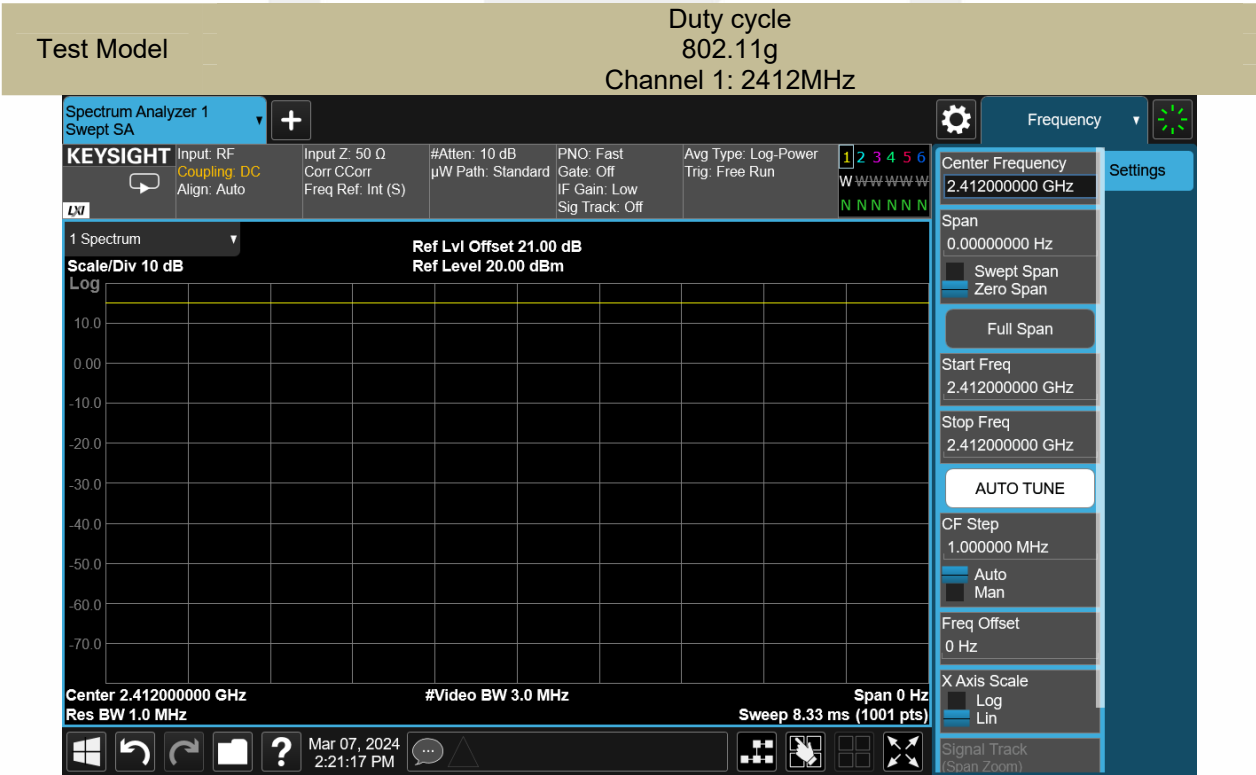 Test Model
Duty cycle
802.11g
Channel 1: 2412MHz
Spectrum Analyzer 1
Swept SA
Frequency
KEYSIGHT
LXI
Input: RF
Coupling: DC
Align: Auto
Input Z: 50 Ω
Corr CCorr
Freq Ref: Int (S)
#Atten: 10 dB
µW Path: Standard
PNO: Fast
Gate: Off
IF Gain: Low
Sig Track: Off
Avg Type: Log-Power
Trig: Free Run
1 2 3 4 5 6
W W W W W W
N N N N N N
1 Spectrum
Scale/Div 10 dB
Log
Ref Lvl Offset 21.00 dB
Ref Level 20.00 dBm
10.0
0.00
-10.0
-20.0
-30.0
-40.0
-50.0
-60.0
-70.0
Center 2.412000000 GHz
Res BW 1.0 MHz
#Video BW 3.0 MHz
Span 0 Hz
Sweep 8.33 ms (1001 pts)
Center Frequency
2.412000000 GHz
Settings
Span
0.00000000 Hz
Swept Span
Zero Span
Full Span
Start Freq
2.412000000 GHz
Stop Freq
2.412000000 GHz
AUTO TUNE
CF Step
1.000000 MHz
Auto
Man
Freq Offset
0 Hz
X Axis Scale
Log
Lin
Signal Track
(Span Zoom)
?
Mar 07, 2024
2:21:17 PM